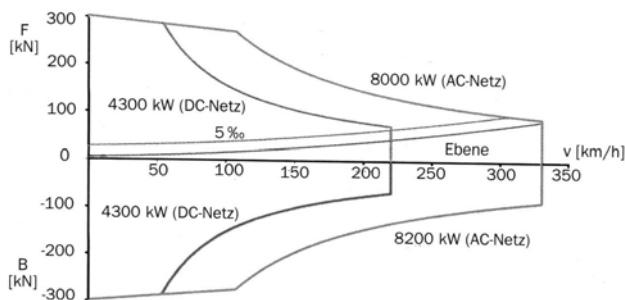 F
[kN]
300
200
100
0
-100
-200
-300
B
[kN]
8000 kW (AC-Netz)
4300 kW (DC-Netz)
5 ‰
Ebene
v [km/h]
50
100
150
200
250
300
350
4300 kW (DC-Netz)
8200 kW (AC-Netz)